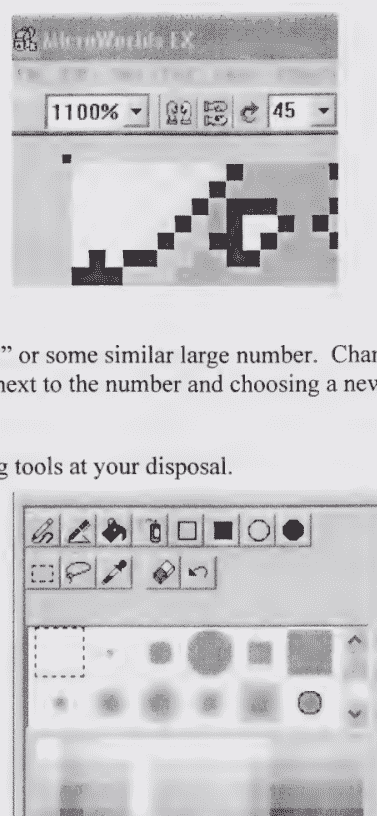 MicroWorlds EX
1100%
45
” or some similar large number. Chan
next to the number and choosing a new
g tools at your disposal.